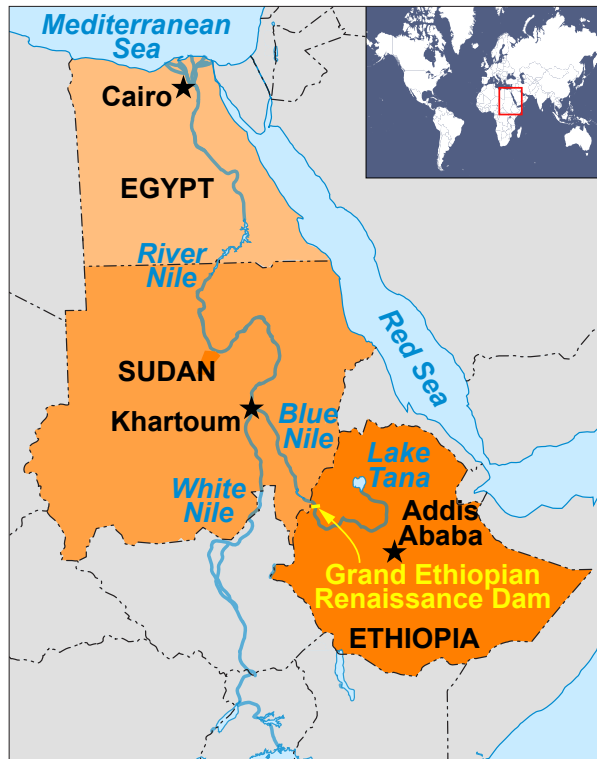 Mediterranean
Sea
Cairo
EGYPT
River
Nile
Red Sea
SUDAN
Khartoum
Blue
Nile
White
Nile
Lake
Tana
Addis
Ababa
Grand Ethiopian
Renaissance Dam
ETHIOPIA